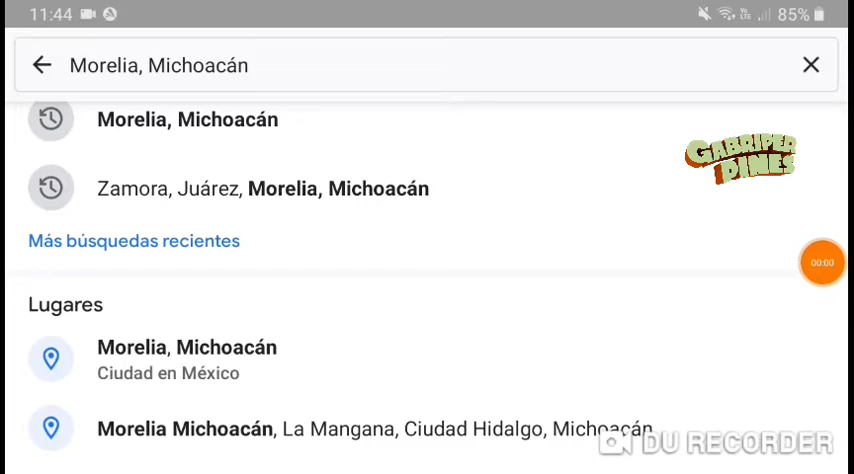 11:44 85%
Morelia, Michoacán
Morelia, Michoacán
GABRIPER
DIMES
Zamora, Juárez, Morelia, Michoacán
Más búsquedas recientes
00:00
Lugares
Morelia, Michoacán
Ciudad en México
Morelia Michoacán, La Mangana, Ciudad Hidalgo, Michoacán
DU RECORDER